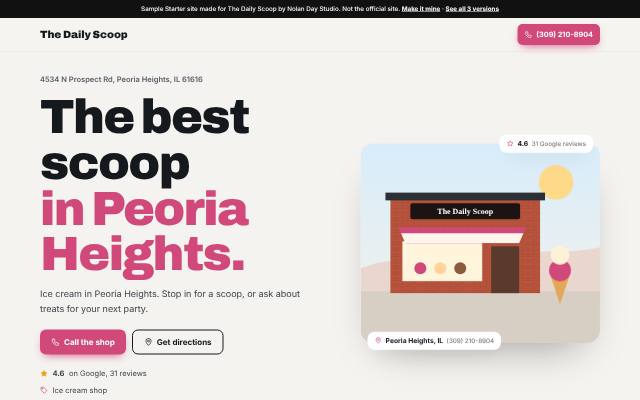 Sample Starter site made for The Daily Scoop by Nolan Day Studio. Not the official site. Make it mine · See all 3 versions
The Daily Scoop
(309) 210-8904
4534 N Prospect Rd, Peoria Heights, IL 61616
The best
scoop
in Peoria
Heights.
Ice cream in Peoria Heights. Stop in for a scoop, or ask about
treats for your next party.
Call the shop
Get directions
4.6 on Google, 31 reviews
Ice cream shop
4.6 31 Google reviews
The Daily Scoop
Peoria Heights, IL (309) 210-8904